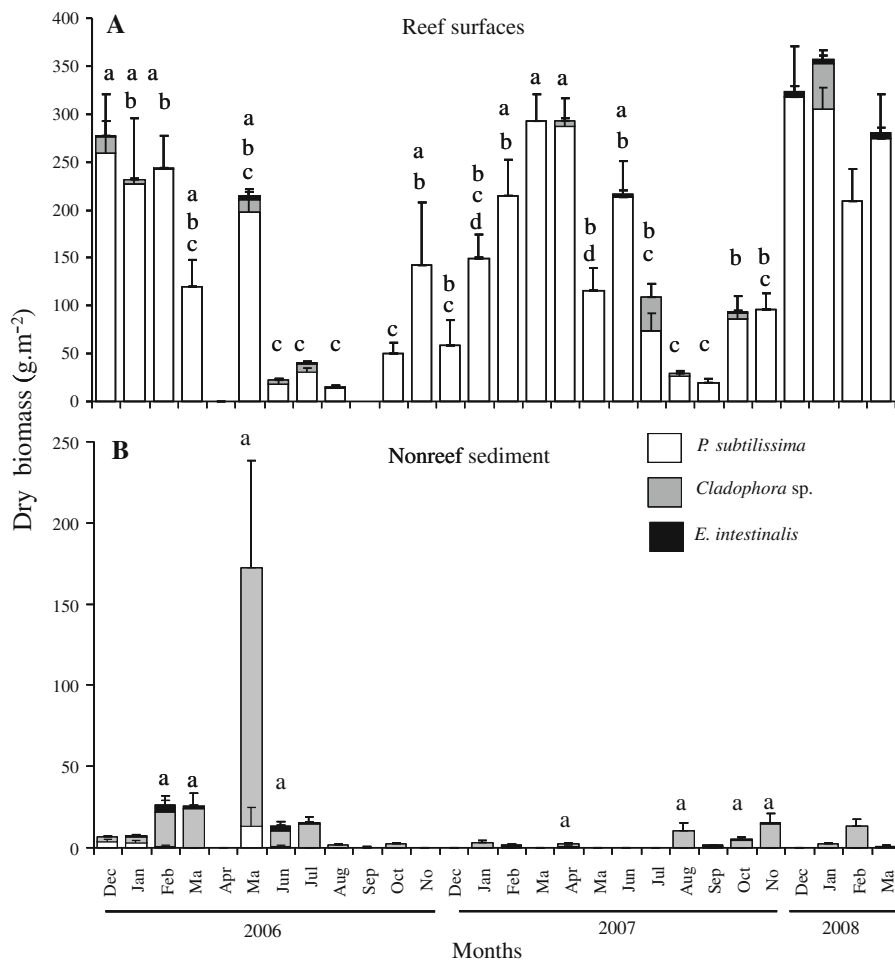 A
Reef surfaces
400
350
300
250
200
150
100
50
0
a a a
b b
a
b
c
a
b
c
c c c
c
a
b
b
c
b
c
d
a
b
a
a
b
d
a
b
b
c
c c
b
b
c
Dry biomass (g.m-2)
B
Nonreef sediment
250
200
150
100
50
0
a
a a
a
a
a
a a
P. subtilissima
Cladophora sp.
E. intestinalis
Dec Jan Feb Ma Apr Ma Jun Jul Aug Sep Oct No Dec Jan Feb Ma Apr Ma Jun Jul Aug Sep Oct No Dec Jan Feb Ma
2006 2007 2008
Months